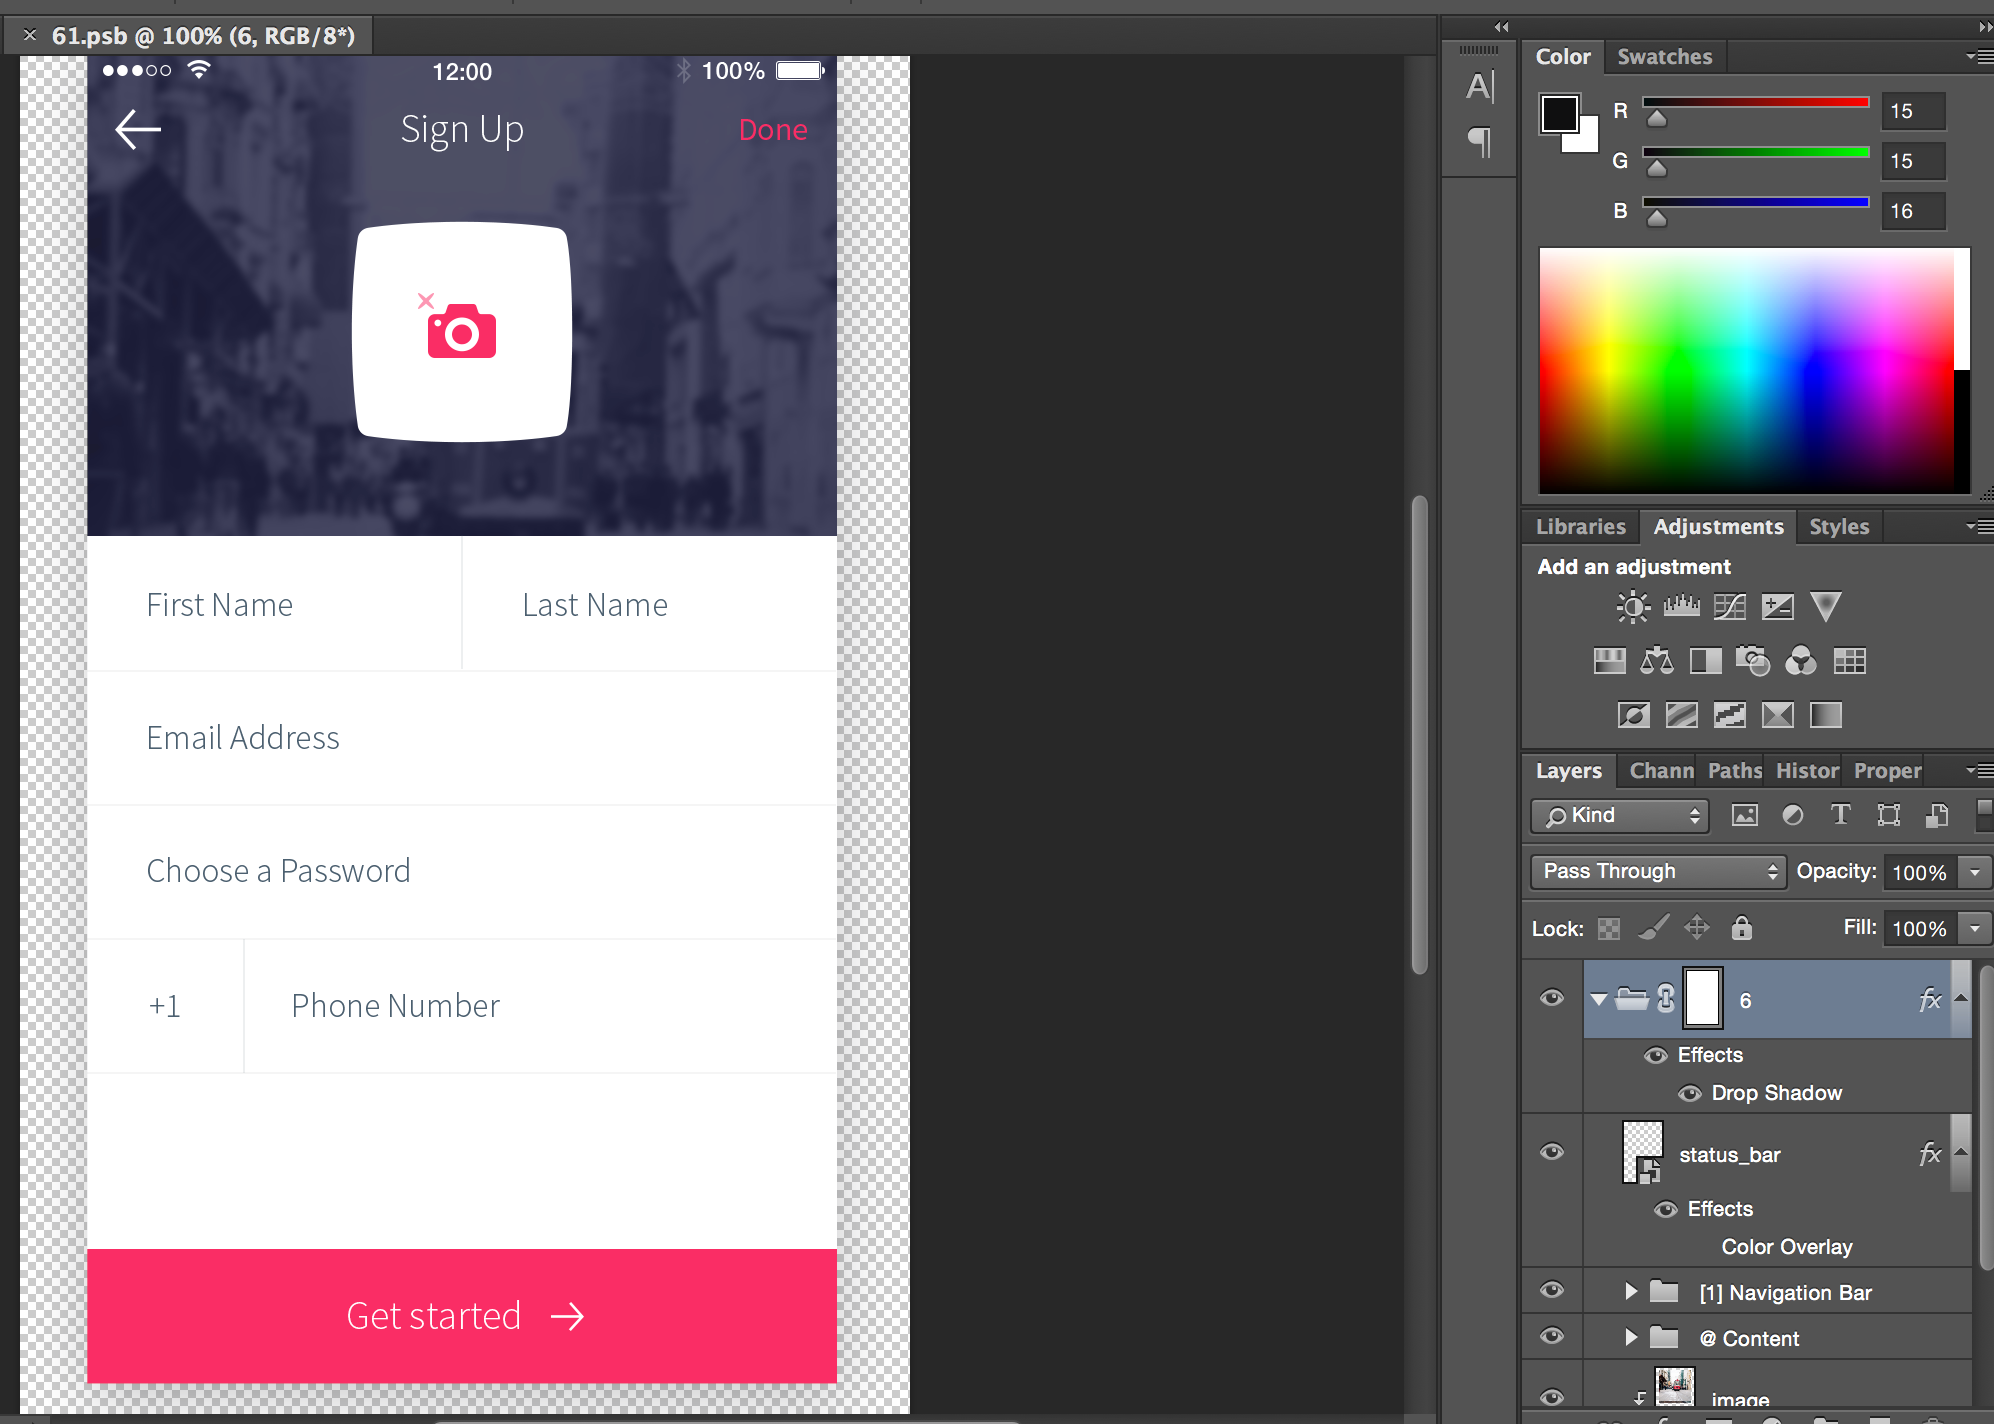 61.psb @ 100% (6, RGB/8*)
12:00
100%
Sign Up
Done
First Name
Last Name
Email Address
Choose a Password
+1
Phone Number
Get started
A
Color
Swatches
R
15
G
15
B
16
Libraries
Adjustments
Styles
Add an adjustment
Layers
Chann
Paths
Histor
Proper
Kind
T
Pass Through
Opacity:
100%
Lock:
Fill:
100%
6
fx
Effects
Drop Shadow
status_bar
fx
Effects
Color Overlay
[1] Navigation Bar
@ Content
image